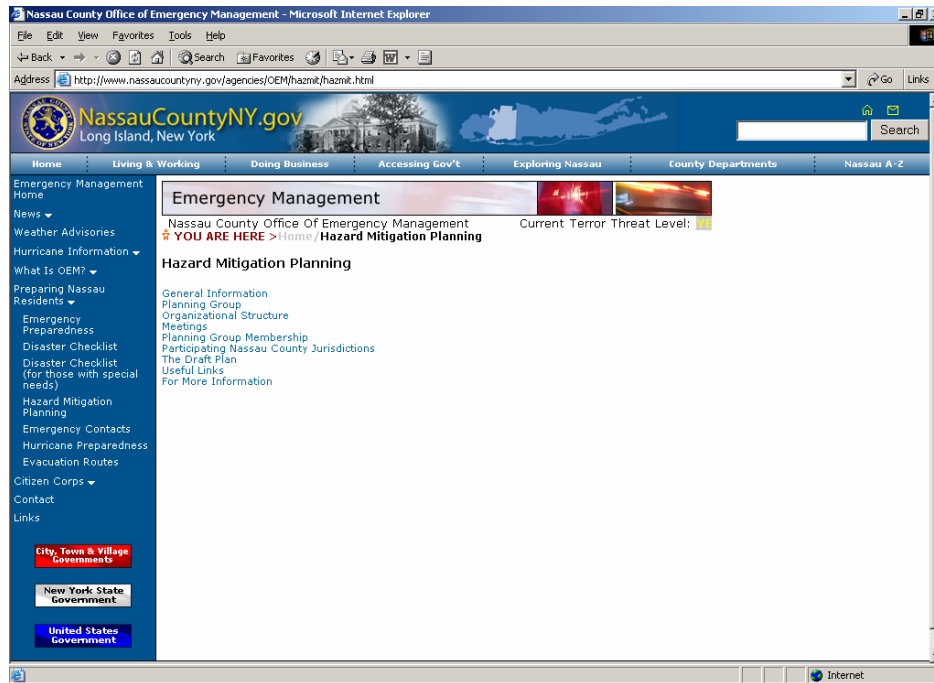 Nassau County Office of Emergency Management - Microsoft Internet Explorer
File Edit View Favorites Tools Help
Back Search Favorites
Address http://www.nassaucountyny.gov/agencies/OEM/hazmit/hazmit.html Go Links
NassauCountyNY.gov
Long Island, New York
Search
Home Living & Working Doing Business Accessing Gov't Exploring Nassau County Departments Nassau A-Z
Emergency Management
Home
News
Weather Advisories
Hurricane Information
What Is OEM?
Preparing Nassau
Residents
Emergency
Preparedness
Disaster Checklist
Disaster Checklist
(for those with special
needs)
Hazard Mitigation
Planning
Emergency Contacts
Hurricane Preparedness
Evacuation Routes
Citizen Corps
Contact
Links
City, Town & Village
Governments
New York State
Government
United States
Government
Emergency Management
Nassau County Office Of Emergency Management Current Terror Threat Level: YE
YOU ARE HERE >Home/Hazard Mitigation Planning
Hazard Mitigation Planning
General Information
Planning Group
Organizational Structure
Meetings
Planning Group Membership
Participating Nassau County Jurisdictions
The Draft Plan
Useful Links
For More Information
Internet